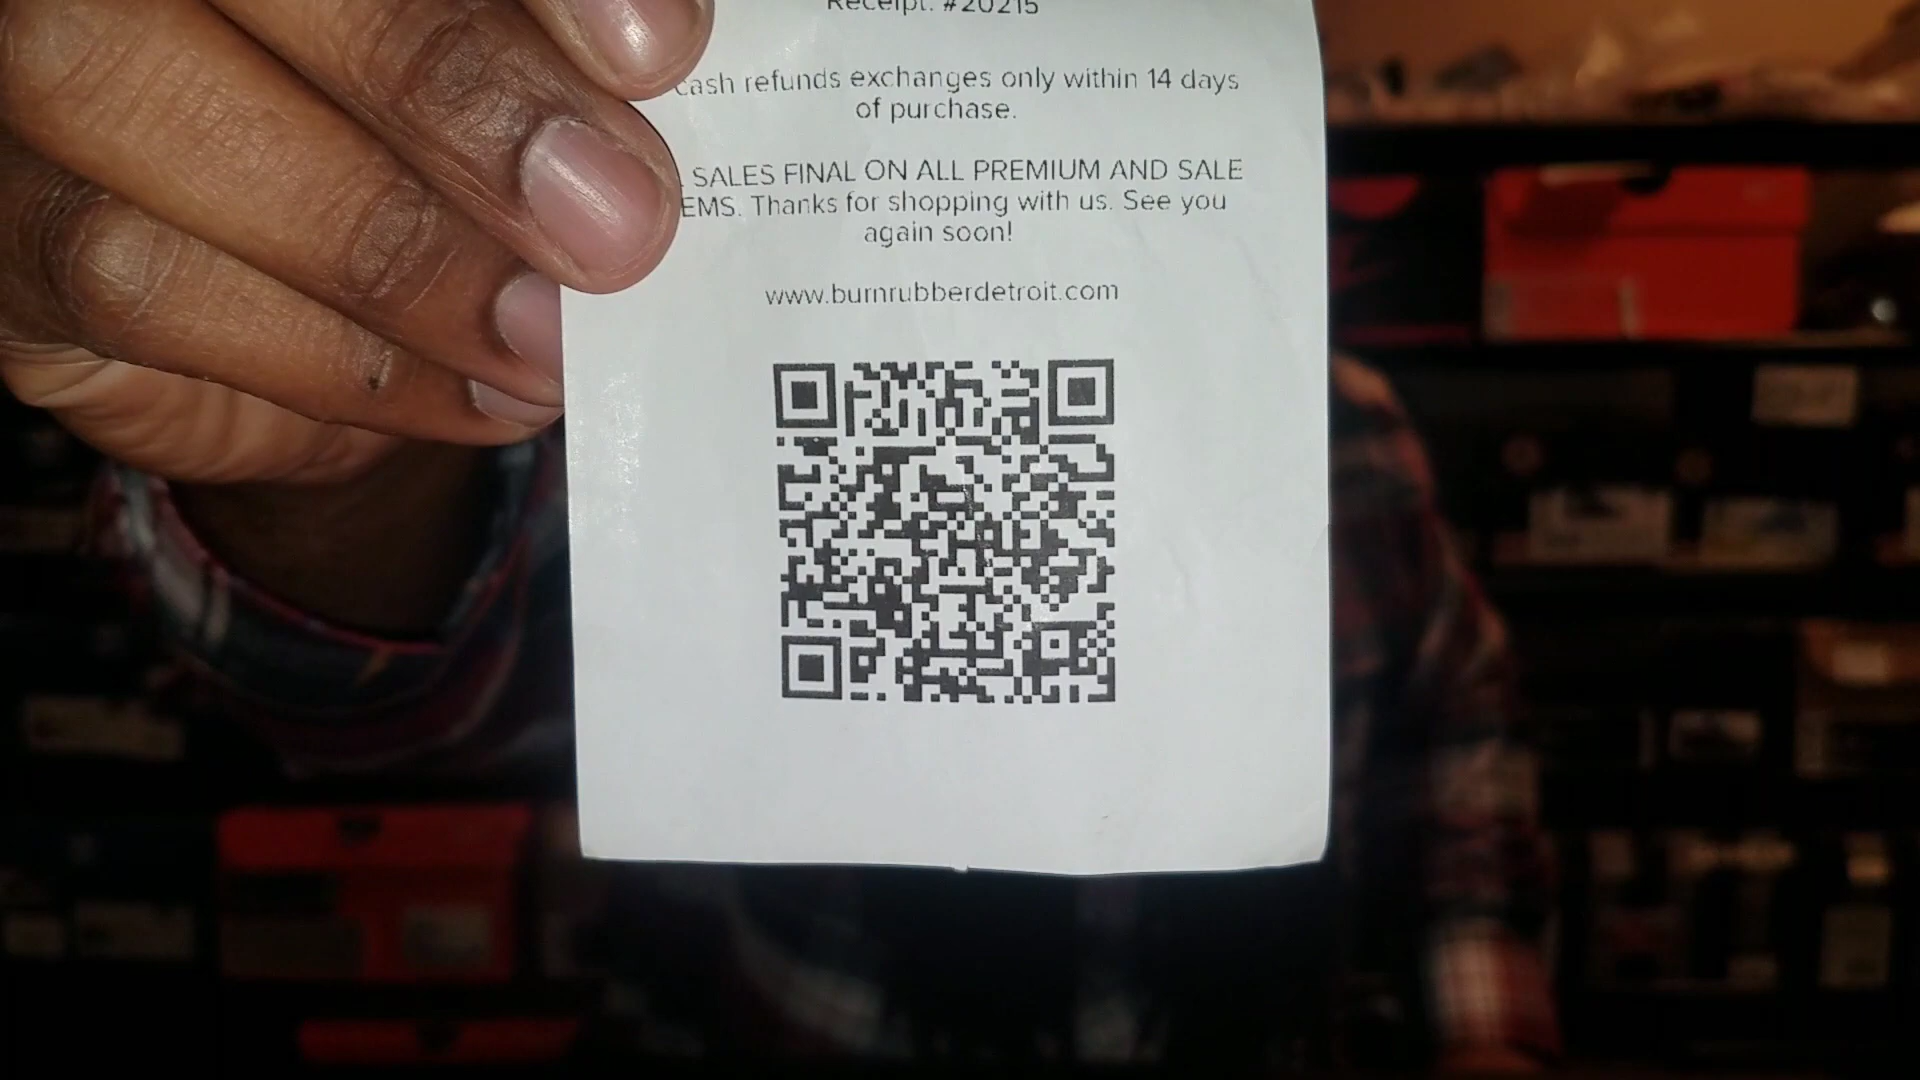 Receipt: #20215
cash refunds exchanges only within 14 days
of purchase.
SALES FINAL ON ALL PREMIUM AND SALE
EMS. Thanks for shopping with us. See you
again soon!
www.burnrubberdetroit.com